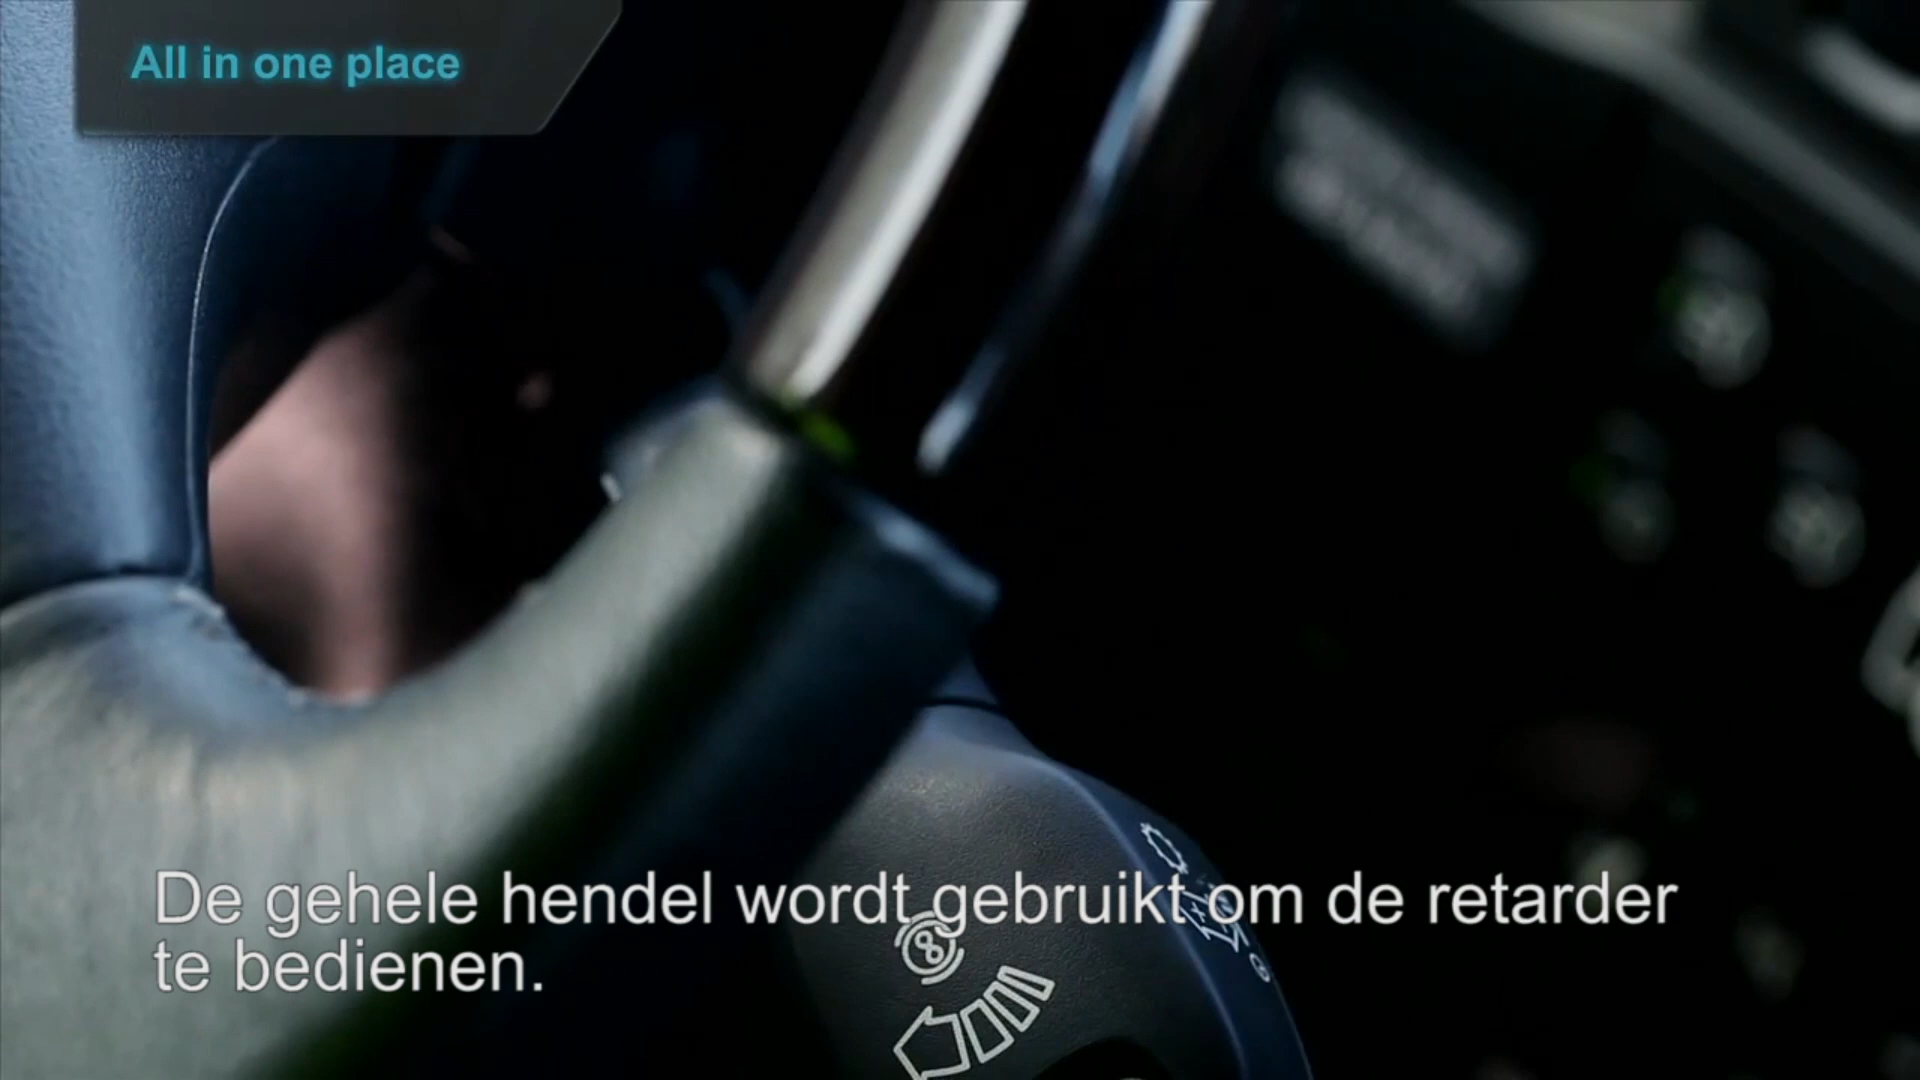 All in one place
De gehele hendel wordt gebruikt om de retarder
te bedienen.